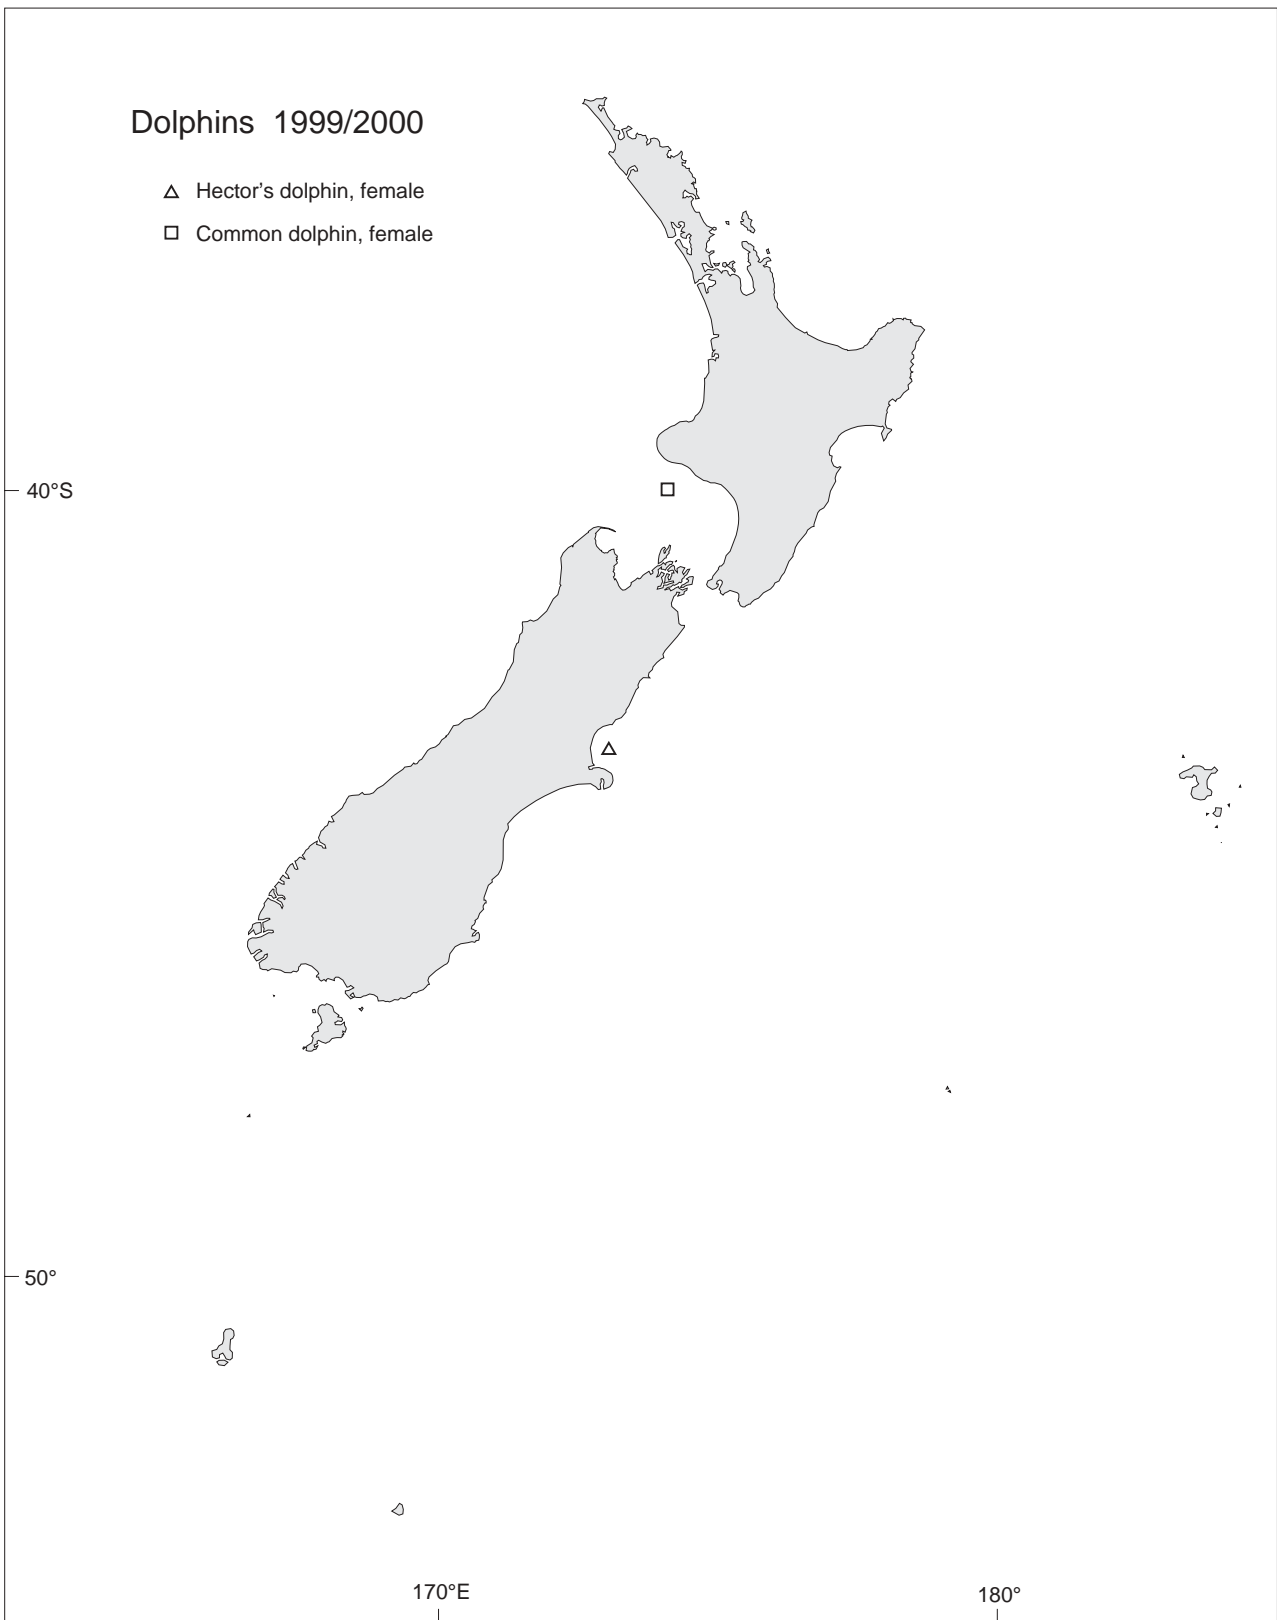 Dolphins 1999/2000
Hector's dolphin, female
Common dolphin, female
40°S
50°
170°E
180°